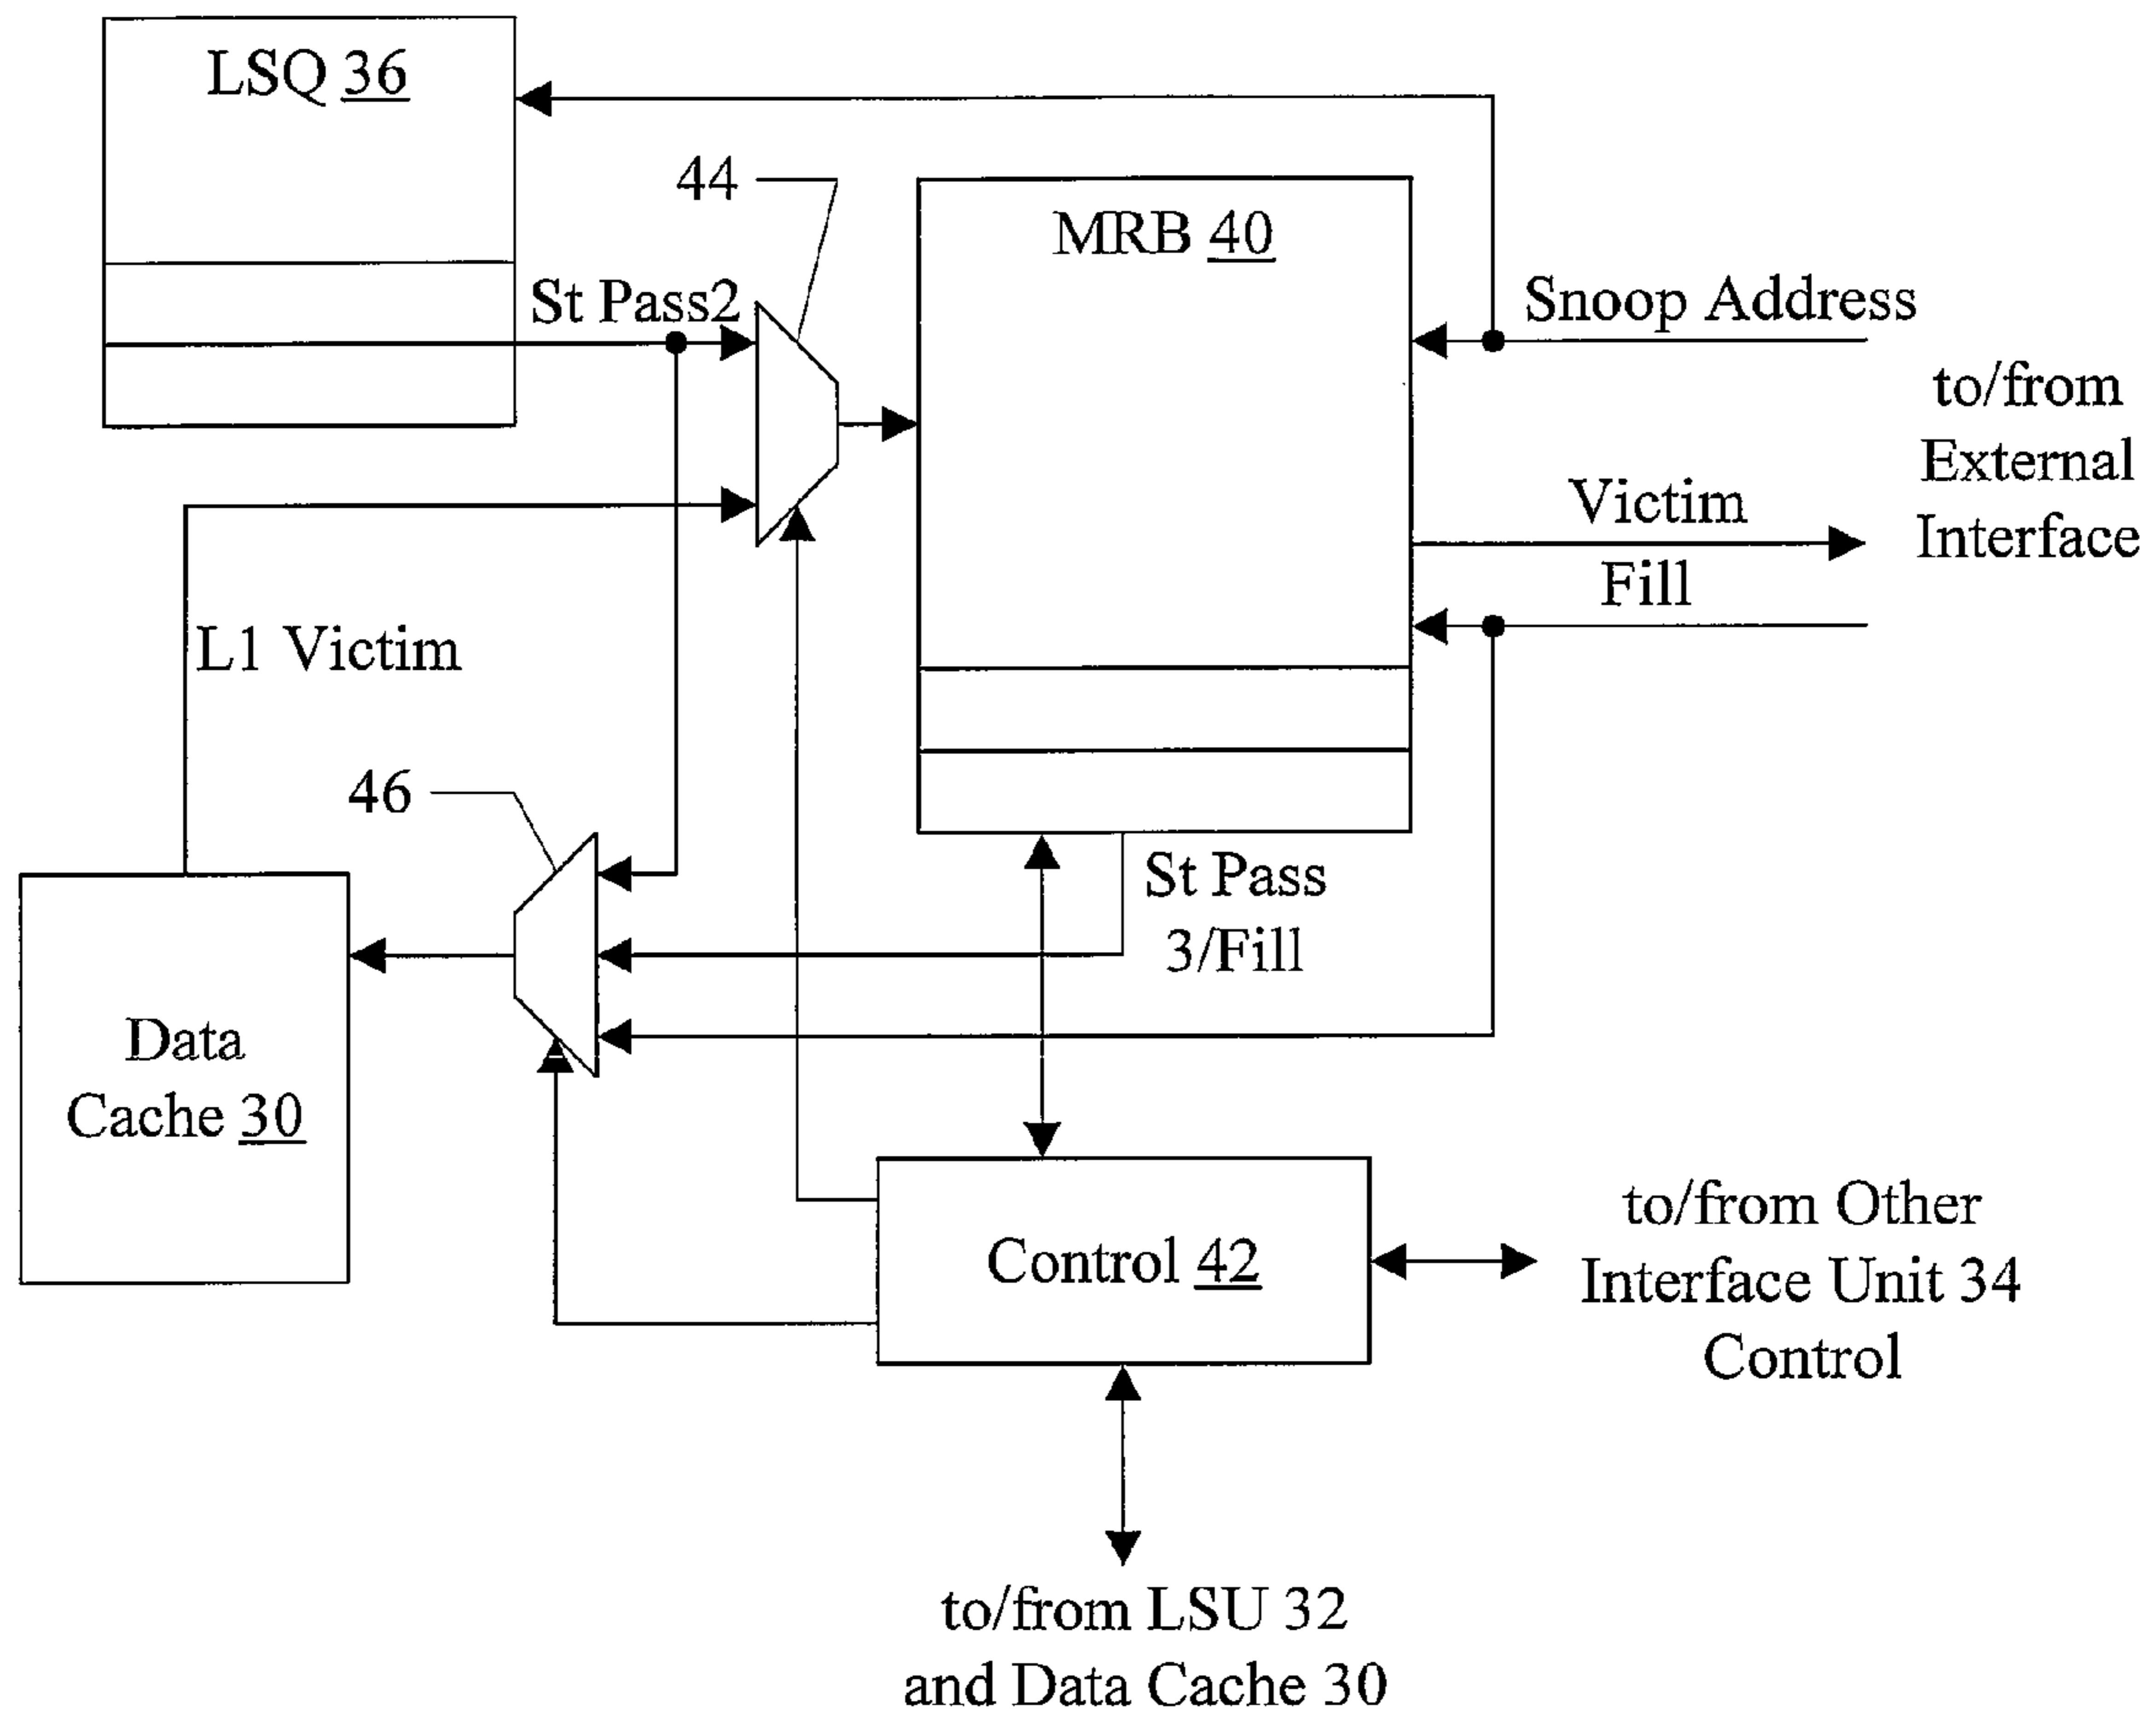 LSQ 36
44
MRB 40
St Pass2
Snoop Address
to/from
External
Interface
Victim
Fill
L1 Victim
46
St Pass
3/Fill
Data
Cache 30
Control 42
to/from Other
Interface Unit 34
Control
to/from LSU 32
and Data Cache 30